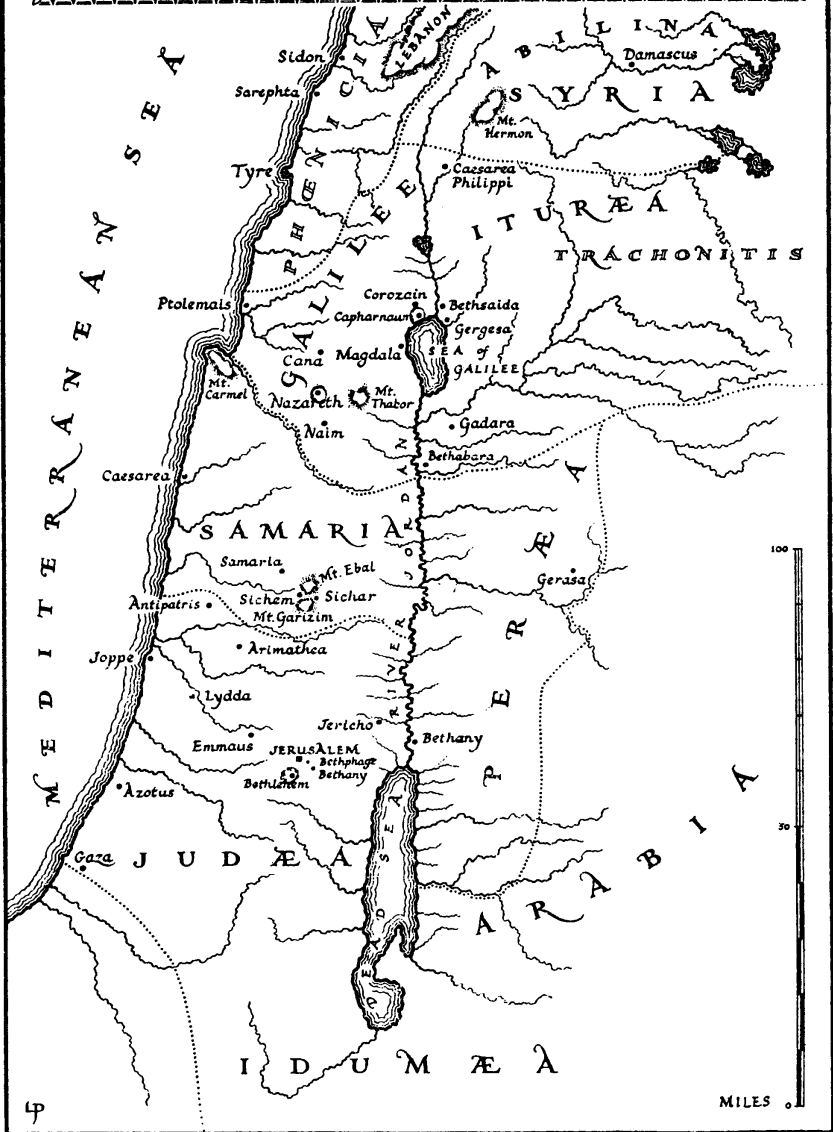 LEBANON
ABILINA
Sidon
Damascus
PHŒNICIA
Sarephta
SYRIA
Mt.
Hermon
MEDITERRANEAN SEA
Tyre
Caesarea
Philippi
GALILEE
ITURÆA
TRACHONITIS
Corozain
Ptolemais
Bethsaida
Capharnaum
Gergesa
Cana
Magdala
SEA of
GALILEE
Mt.
Carmel
Nazareth
Mt.
Thabor
Naim
Gadara
Bethabara
Caesarea
SAMARIA
RIVER JORDAN
PERÆA
100
Samaria
Mt. Ebal
Gerasa
Antipatris
Sichem
Sichar
Mt. Garizim
Arimathea
Joppe
Lydda
Jericho
Emmaus
Bethany
JERUSALEM
Bethphage
Bethany
Bethlehem
Azotus
50
Gaza
JUDÆA
DEAD SEA
ARABIA
IDUMÆA
LP
MILES 0